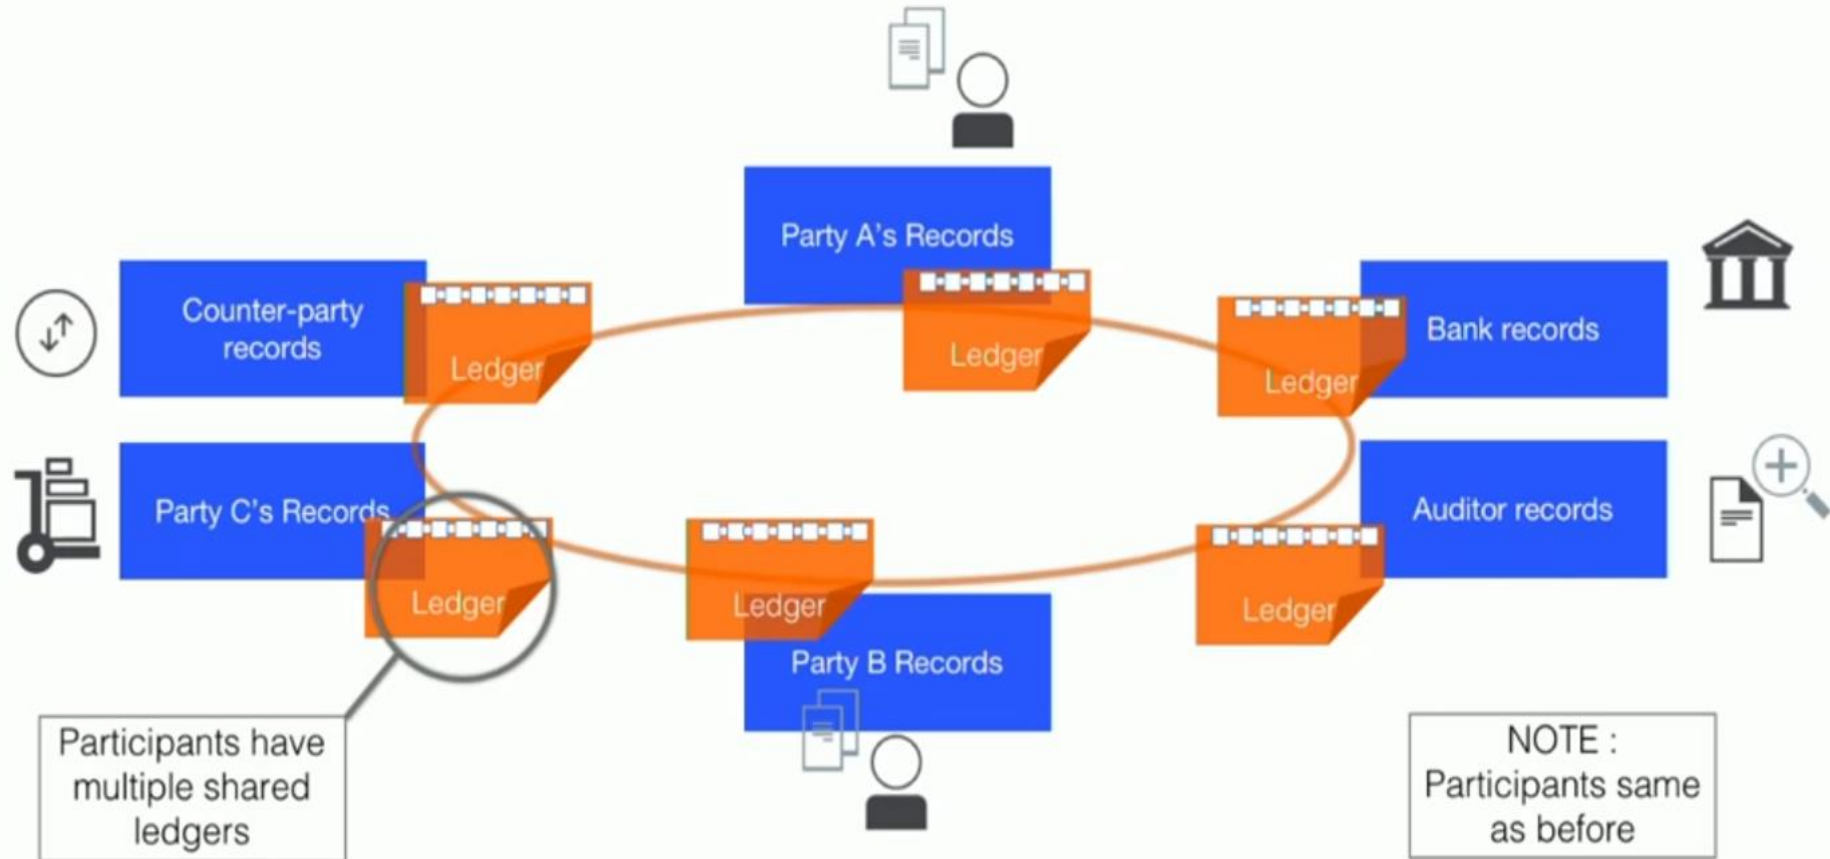 Party A's Records
Counter-party
records
Ledger
Ledger
Ledger
Bank records
Party C's Records
Auditor records
Ledger
Ledger
Ledger
Party B Records
Participants have
multiple shared
ledgers
NOTE :
Participants same
as before